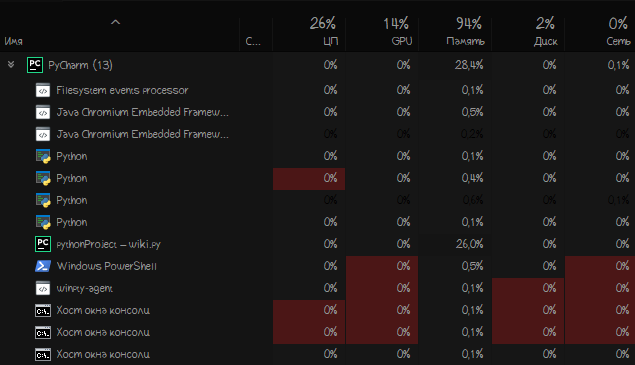 26% 14% 94% 2% 0%
Имя С... ЦП GPU Память Диск Сеть
PyCharm (13) 0% 0% 28,4% 0% 0,1%
Filesystem events processor 0% 0% 0,1% 0% 0%
Java Chromium Embedded Framew... 0% 0% 0,5% 0% 0%
Java Chromium Embedded Framew... 0% 0% 0,2% 0% 0%
Python 0% 0% 0,1% 0% 0%
Python 0% 0% 0,4% 0% 0%
Python 0% 0% 0,6% 0% 0,1%
Python 0% 0% 0,1% 0% 0%
pythonProject – wiki.py 0% 0% 26,0% 0% 0%
Windows PowerShell 0% 0% 0,5% 0% 0%
winpty-agent 0% 0% 0,1% 0% 0%
Хост окна консоли 0% 0% 0,1% 0% 0%
Хост окна консоли 0% 0% 0,1% 0% 0%
Хост окна консоли 0% 0% 0,1% 0% 0%